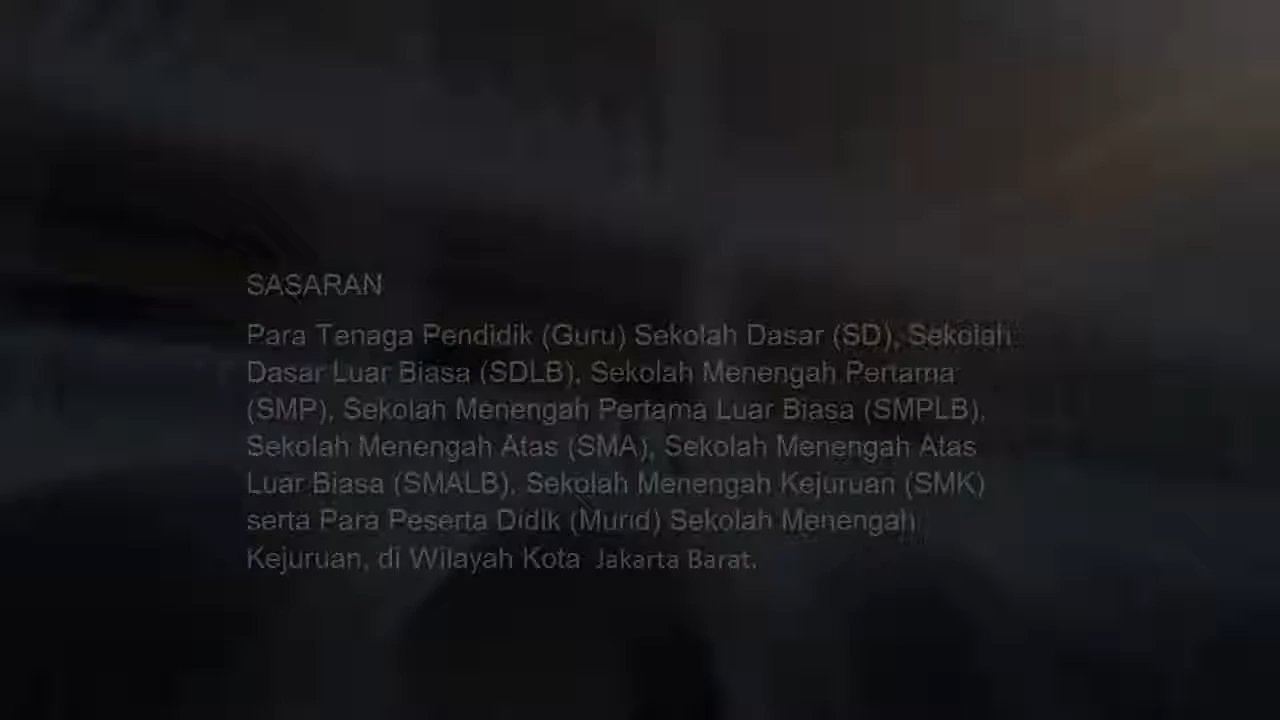 SASARAN
Para Tenaga Pendidik (Guru) Sekolah Dasar (SD), Sekolah
Dasar Luar Biasa (SDLB), Sekolah Menengah Pertama
(SMP), Sekolah Menengah Pertama Luar Biasa (SMPLB),
Sekolah Menengah Atas (SMA), Sekolah Menengah Atas
Luar Biasa (SMALB), Sekolah Menengah Kejuruan (SMK)
serta Para Peserta Didik (Murid) Sekolah Menengah
Kejuruan, di Wilayah Kota Jakarta Barat.